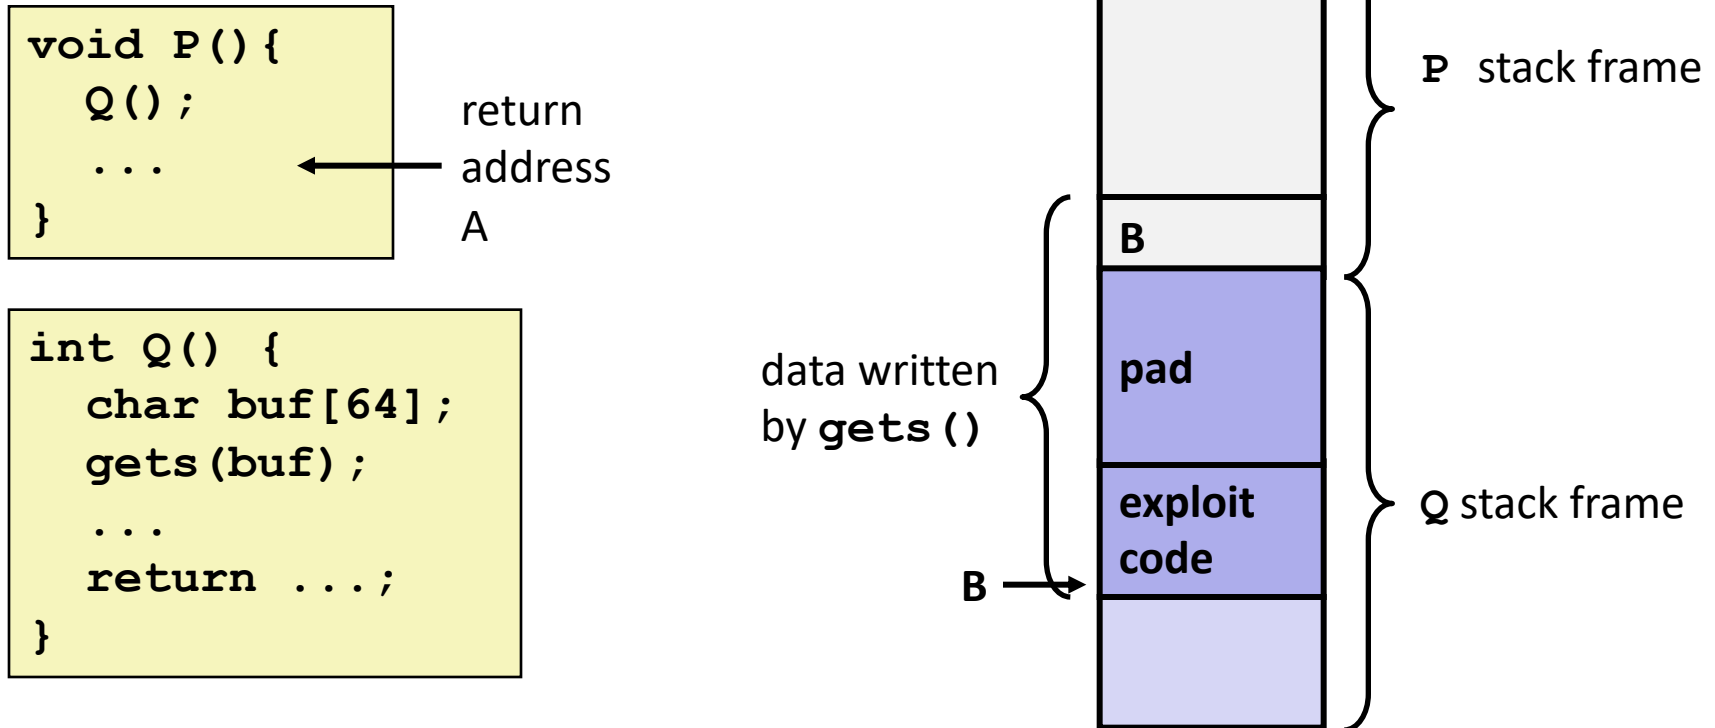 void P(){
Q();
...
}
return
address
A
int Q() {
char buf[64];
gets(buf);
...
return ...;
}
data written
by gets()
B
B
pad
exploit
code
P stack frame
Q stack frame